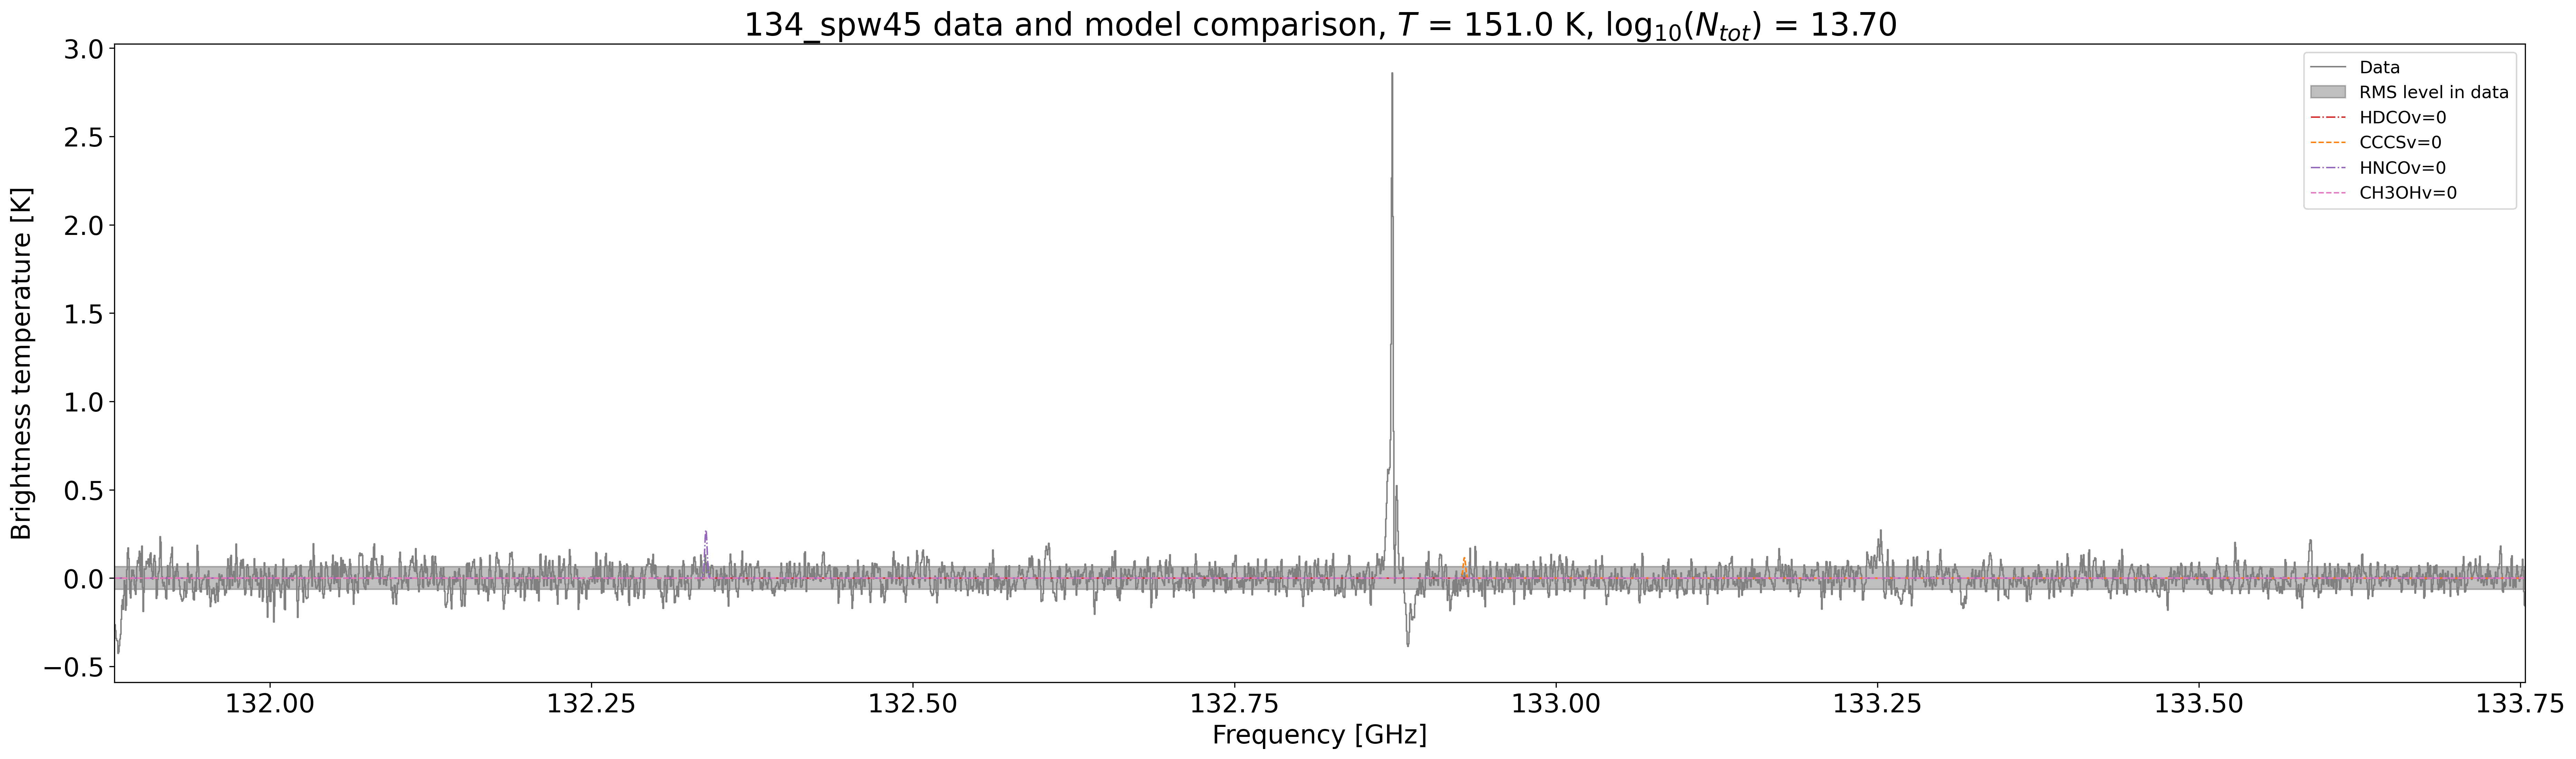 134_spw45 data and model comparison, T = 151.0 K, log₁₀(Nₜₒₜ) = 13.70
3.0
2.5
2.0
1.5
1.0
0.5
0.0
−0.5
Brightness temperature [K]
Data
RMS level in data
HDCOv=0
CCCSv=0
HNCOv=0
CH3OHv=0
132.00 132.25 132.50 132.75 133.00 133.25 133.50 133.75
Frequency [GHz]